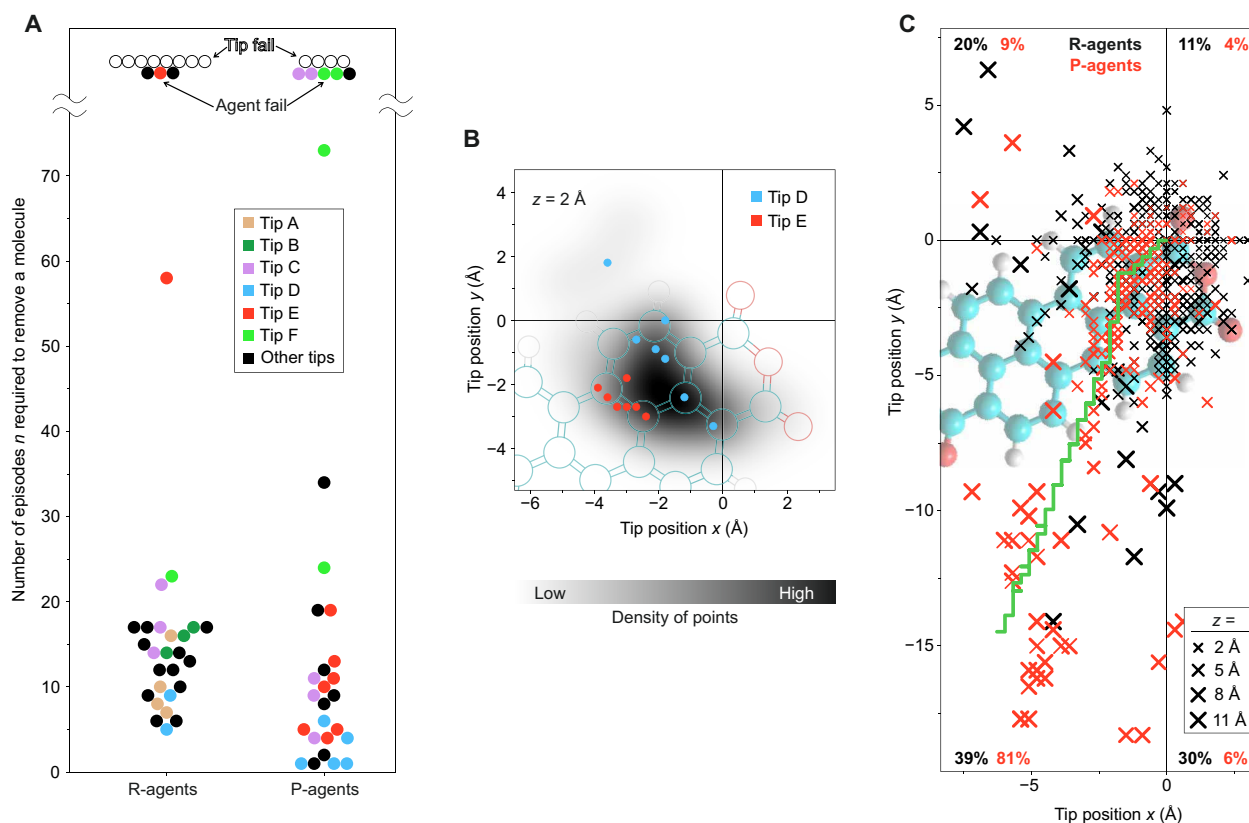 A
Tip fail
Agent fail
Number of episodes n required to remove a molecule
70
60
50
40
30
20
10
0
Tip A
Tip B
Tip C
Tip D
Tip E
Tip F
Other tips
R-agents
P-agents
B
z = 2 Å
Tip D
Tip E
Tip position y (Å)
4
2
0
−2
−4
−6
−4
−2
0
2
Tip position x (Å)
Low
High
Density of points
C
20% 9%
R-agents
P-agents
11% 4%
Tip position y (Å)
5
0
−5
−10
−15
z =
2 Å
5 Å
8 Å
11 Å
39% 81%
30% 6%
−5
0
Tip position x (Å)